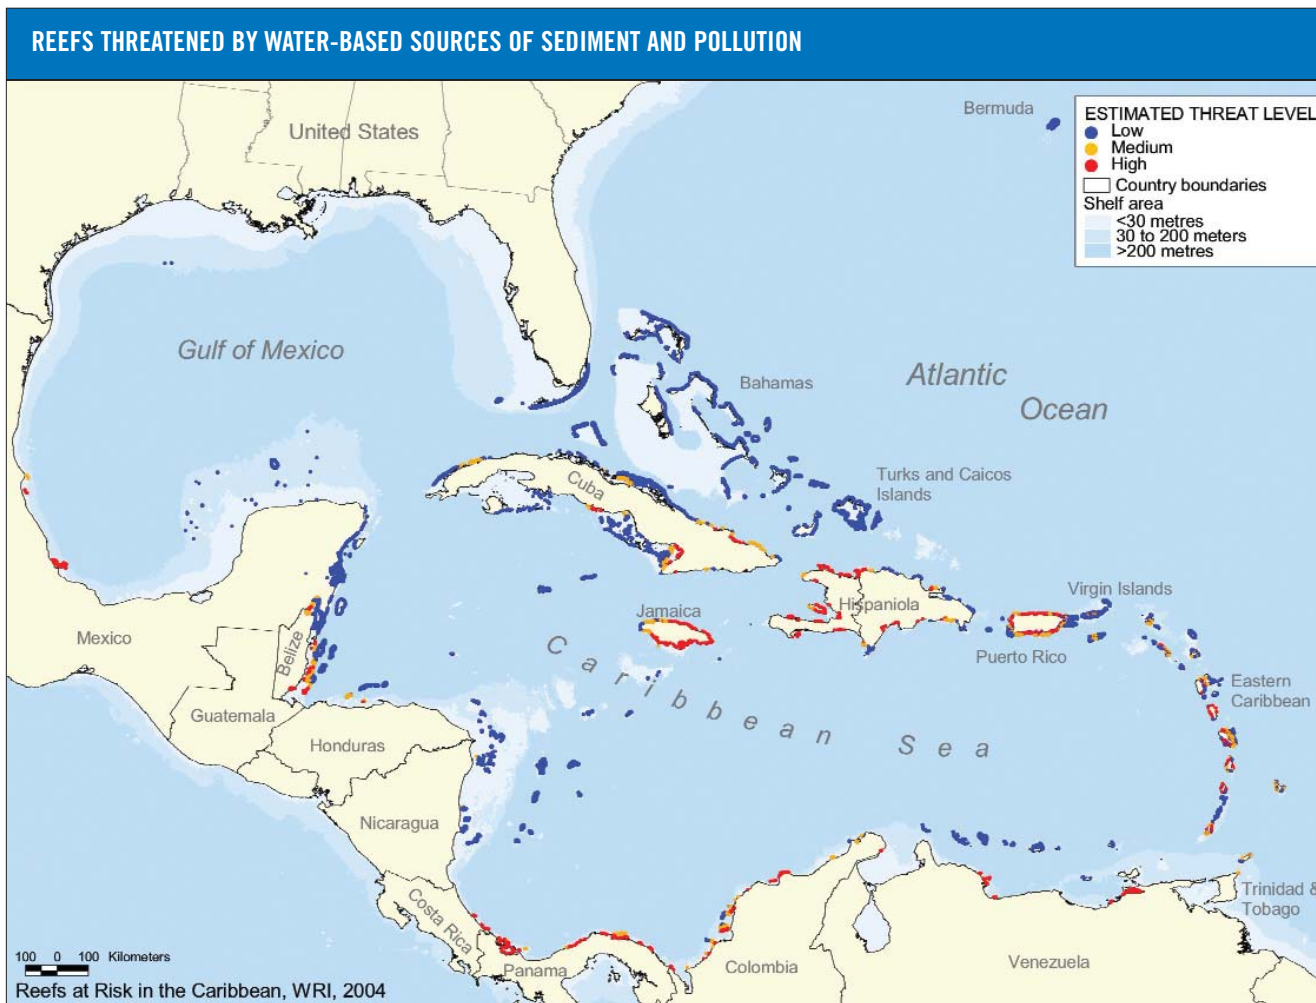 REEFS THREATENED BY WATER-BASED SOURCES OF SEDIMENT AND POLLUTION
Bermuda
ESTIMATED THREAT LEVEL
Low
Medium
High
Country boundaries
Shelf area
<30 metres
30 to 200 meters
>200 metres
United States
Gulf of Mexico
Bahamas
Atlantic
Ocean
Turks and Caicos
Islands
Cuba
Virgin Islands
Jamaica
Hispaniola
Mexico
Belize
Puerto Rico
Eastern
Caribbean
Caribbean Sea
Guatemala
Honduras
Nicaragua
Costa Rica
Trinidad &
Tobago
Panama
Colombia
Venezuela
100 0 100 Kilometers
Reefs at Risk in the Caribbean, WRI, 2004